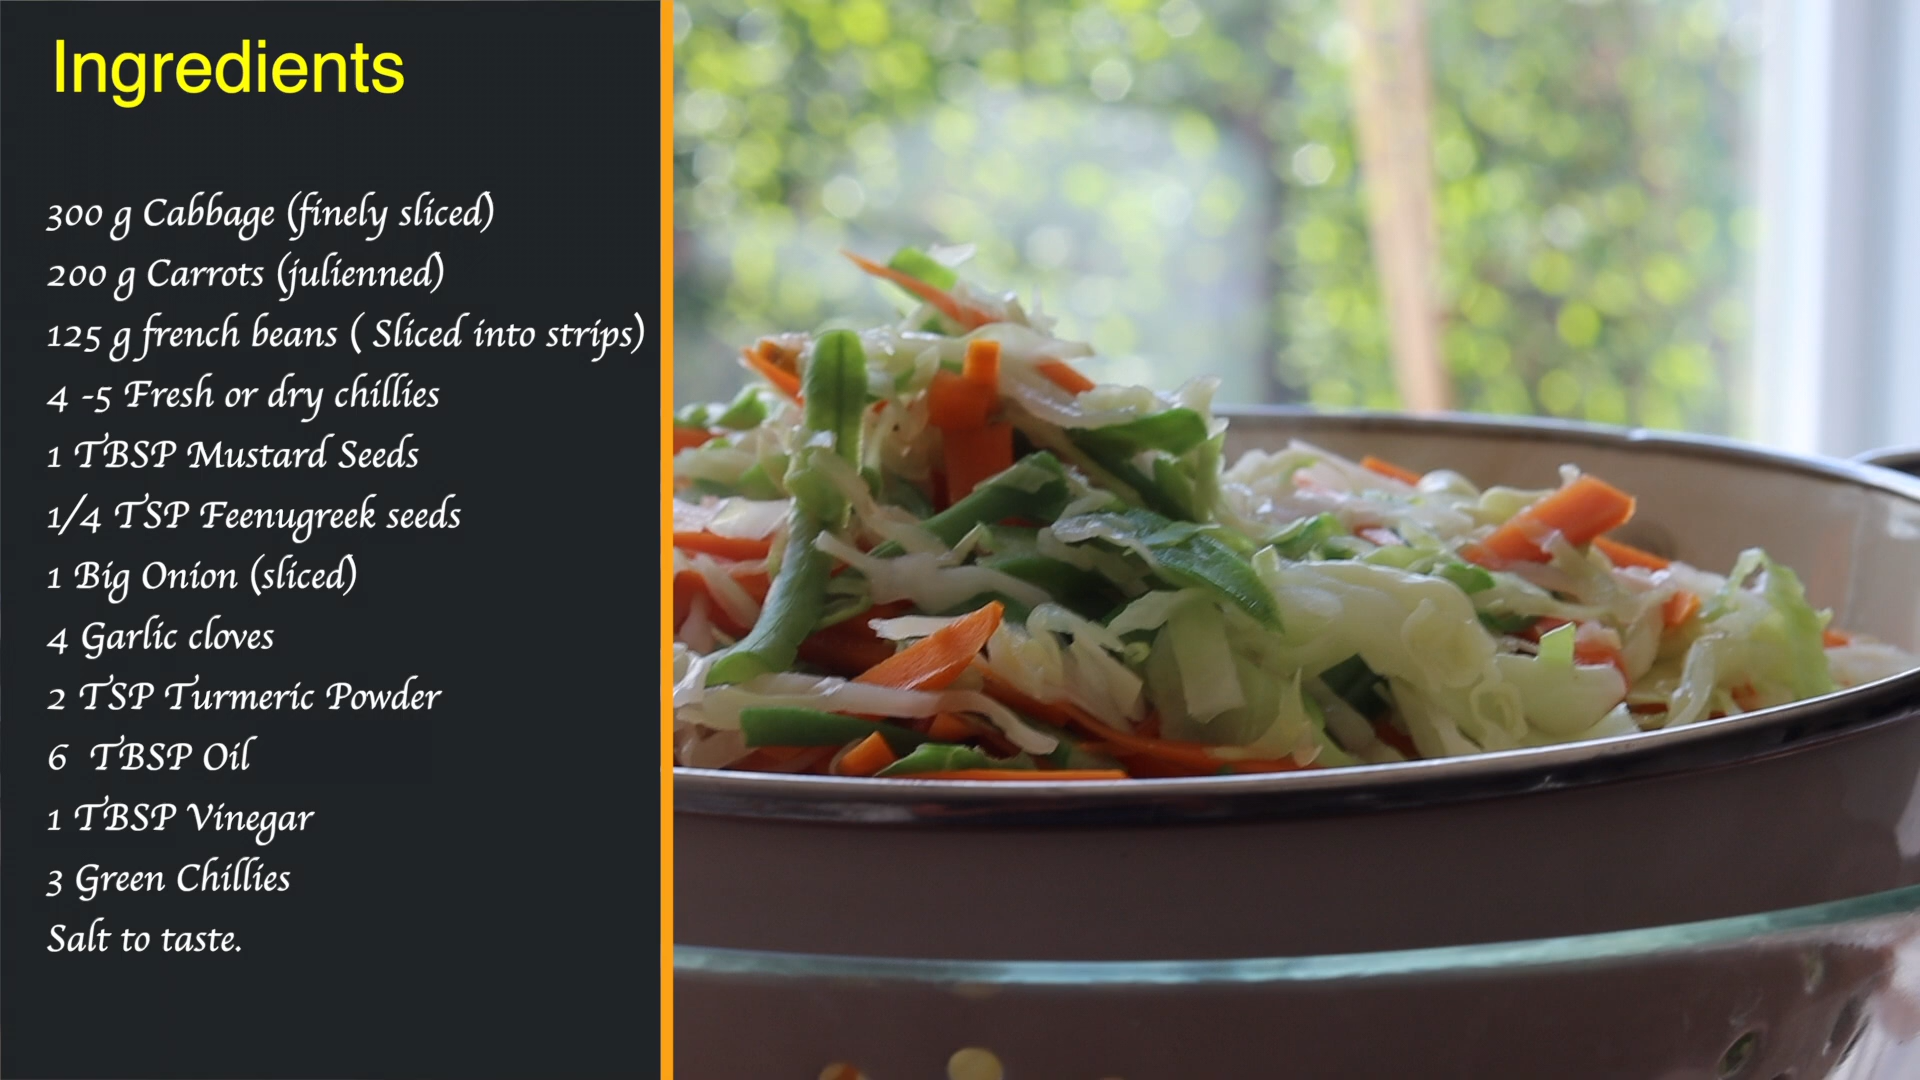 Ingredients
300 g Cabbage (finely sliced)
200 g Carrots (julienned)
125 g french beans ( Sliced into strips)
4 -5 Fresh or dry chillies
1 TBSP Mustard Seeds
1/4 TSP Feenugreek seeds
1 Big Onion (sliced)
4 Garlic cloves
2 TSP Turmeric Powder
6 TBSP Oil
1 TBSP Vinegar
3 Green Chillies
Salt to taste.